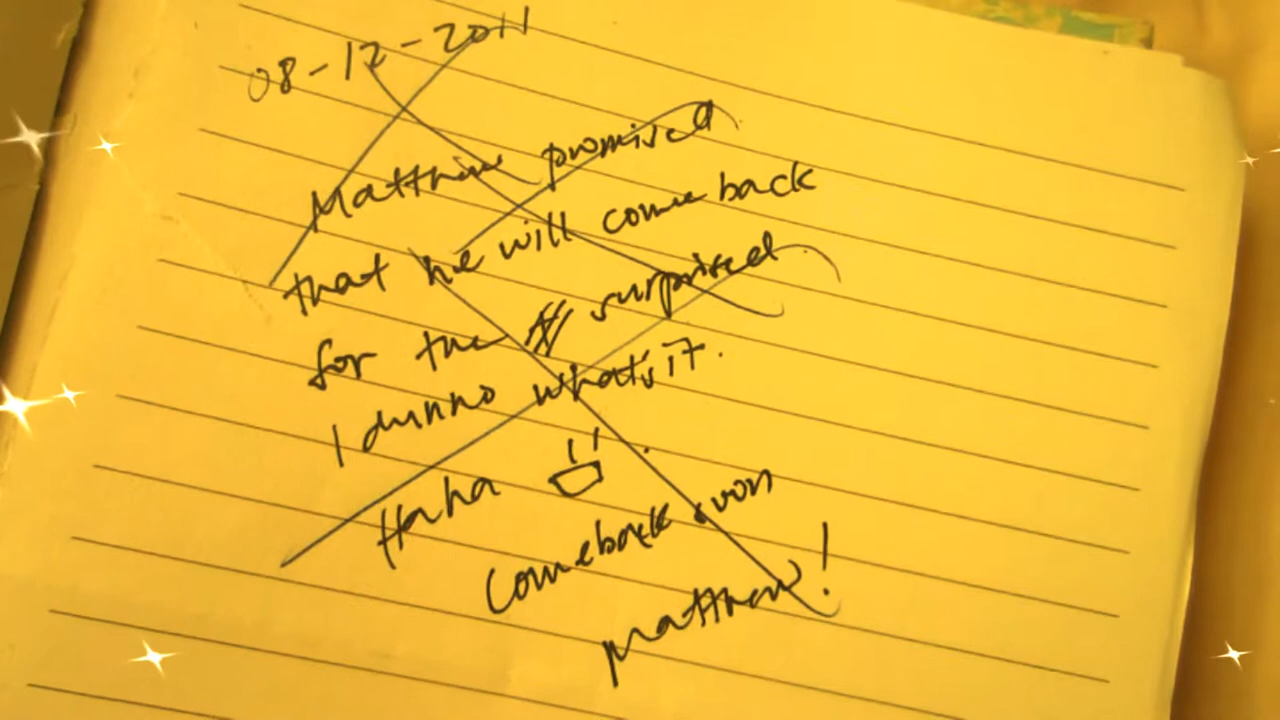 08-12-2011
Matthew promised
that he will come back
for the surprised.
I dunno what's it.
Haha
Comeback soon
Matthew!